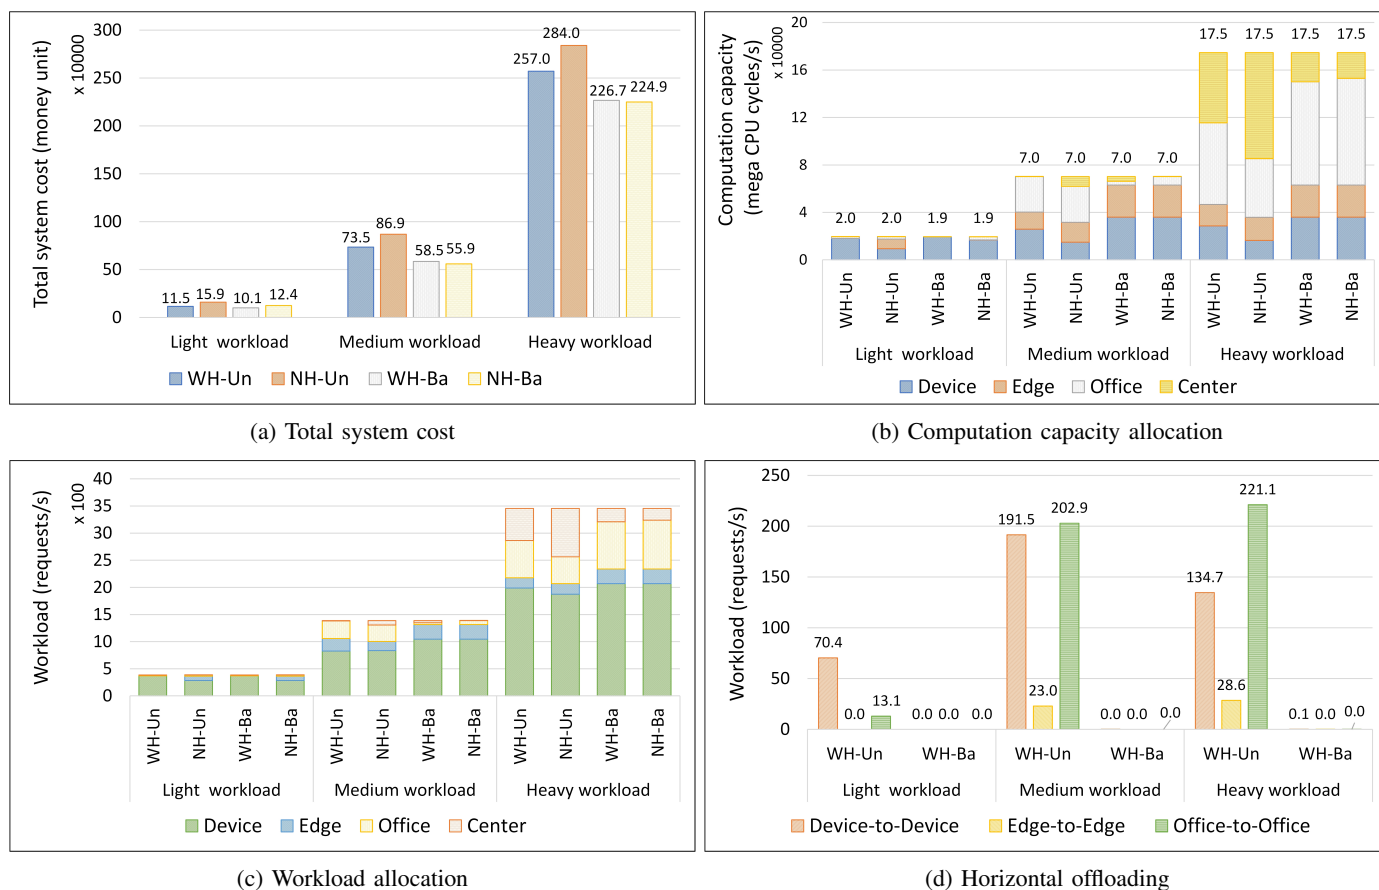 Total system cost (money unit)
x 10000
300
250
200
150
100
50
0
11.5
15.9
10.1
12.4
73.5
86.9
58.5
55.9
257.0
284.0
226.7
224.9
Light workload
Medium workload
Heavy workload
WH-Un
NH-Un
WH-Ba
NH-Ba
(a) Total system cost
Computation capacity
(mega CPU cycles/s)
x 10000
20
16
12
8
4
0
2.0
2.0
1.9
1.9
7.0
7.0
7.0
7.0
17.5
17.5
17.5
17.5
WH-Un
NH-Un
WH-Ba
NH-Ba
WH-Un
NH-Un
WH-Ba
NH-Ba
WH-Un
NH-Un
WH-Ba
NH-Ba
Light workload
Medium workload
Heavy workload
Device
Edge
Office
Center
(b) Computation capacity allocation
Workload (requests/s)
x 100
40
35
30
25
20
15
10
5
0
WH-Un
NH-Un
WH-Ba
NH-Ba
WH-Un
NH-Un
WH-Ba
NH-Ba
WH-Un
NH-Un
WH-Ba
NH-Ba
Light workload
Medium workload
Heavy workload
Device
Edge
Office
Center
(c) Workload allocation
Workload (requests/s)
250
200
150
100
50
0
70.4
0.0
13.1
0.0
0.0
0.0
191.5
23.0
202.9
0.0
0.0
0.0
134.7
28.6
221.1
0.1
0.0
0.0
WH-Un
WH-Ba
WH-Un
WH-Ba
WH-Un
WH-Ba
Light workload
Medium workload
Heavy workload
Device-to-Device
Edge-to-Edge
Office-to-Office
(d) Horizontal offloading